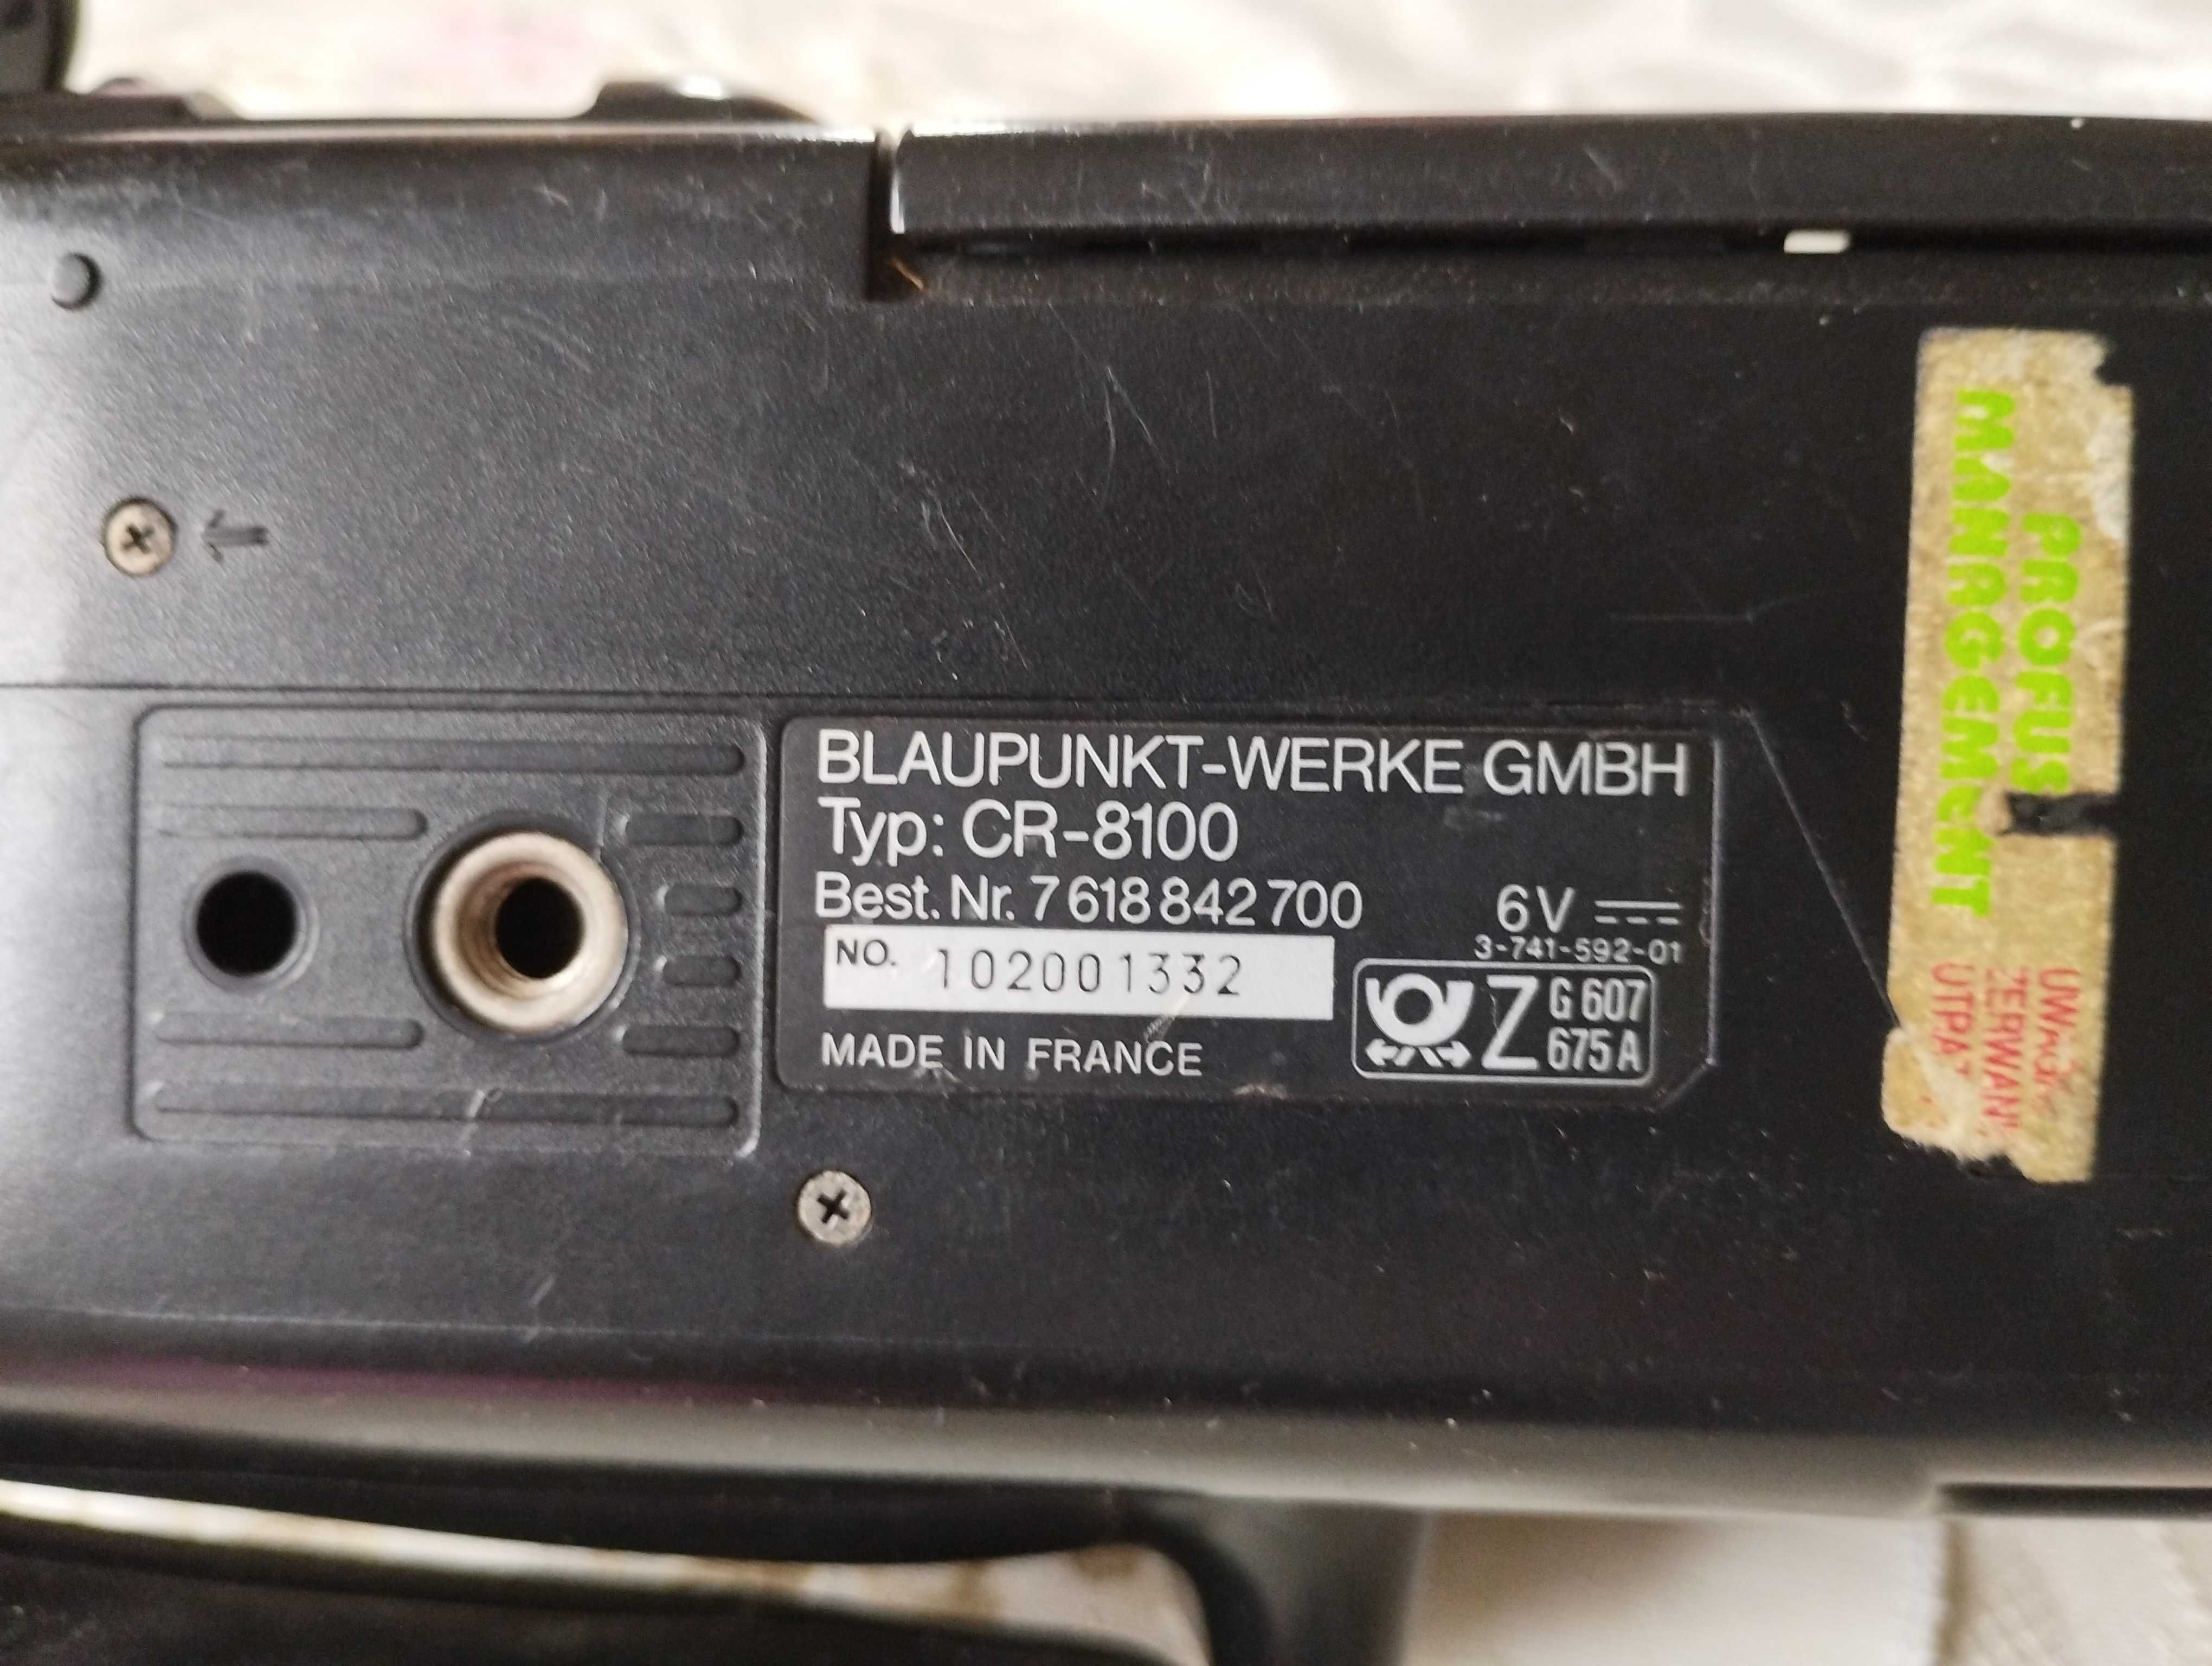 BLAUPUNKT-WERKE GMBH
Typ: CR-8100
Best. Nr. 7 618 842 700
6V
3-741-592-01
NO. 102001332
MADE IN FRANCE
Z G 607
675 A
PROFUS
MANAGEMENT